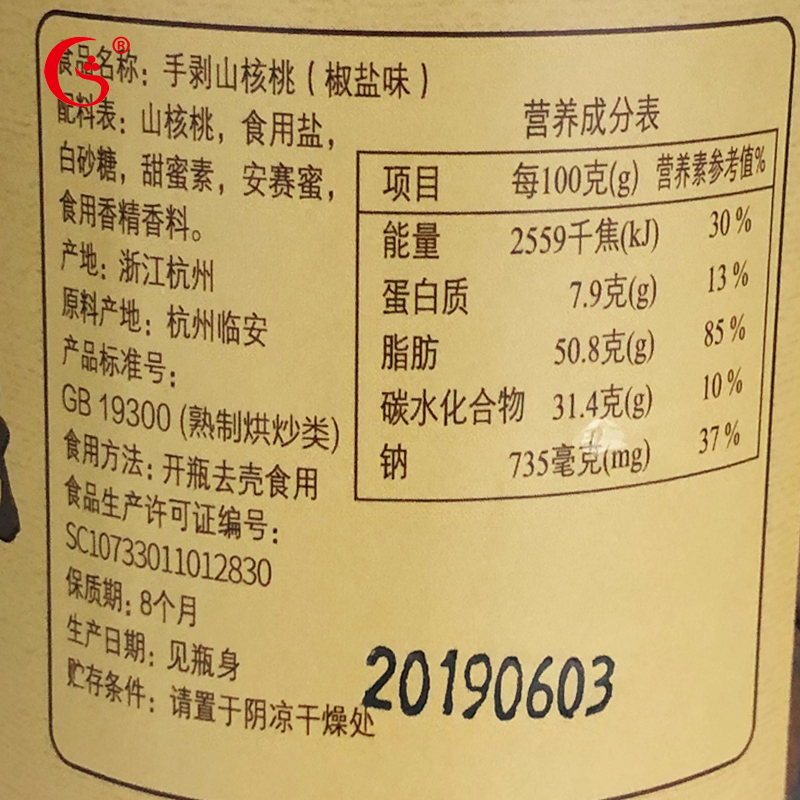 食品名称：手剥山核桃（椒盐味）
配料表：山核桃，食用盐，
白砂糖，甜蜜素，安赛蜜，
食用香精香料。
产地：浙江杭州
原料产地：杭州临安
产品标准号：
GB 19300 (熟制烘炒类)
食用方法：开瓶去壳食用
食品生产许可证编号：
SC10733011012830
保质期：8个月
生产日期：见瓶身
贮存条件：请置于阴凉干燥处
营养成分表
项目 每100克(g) 营养素参考值%
能量 2559千焦(kJ) 30%
蛋白质 7.9克(g) 13%
脂肪 50.8克(g) 85%
碳水化合物 31.4克(g) 10%
钠 735毫克(mg) 37%
20190603
®